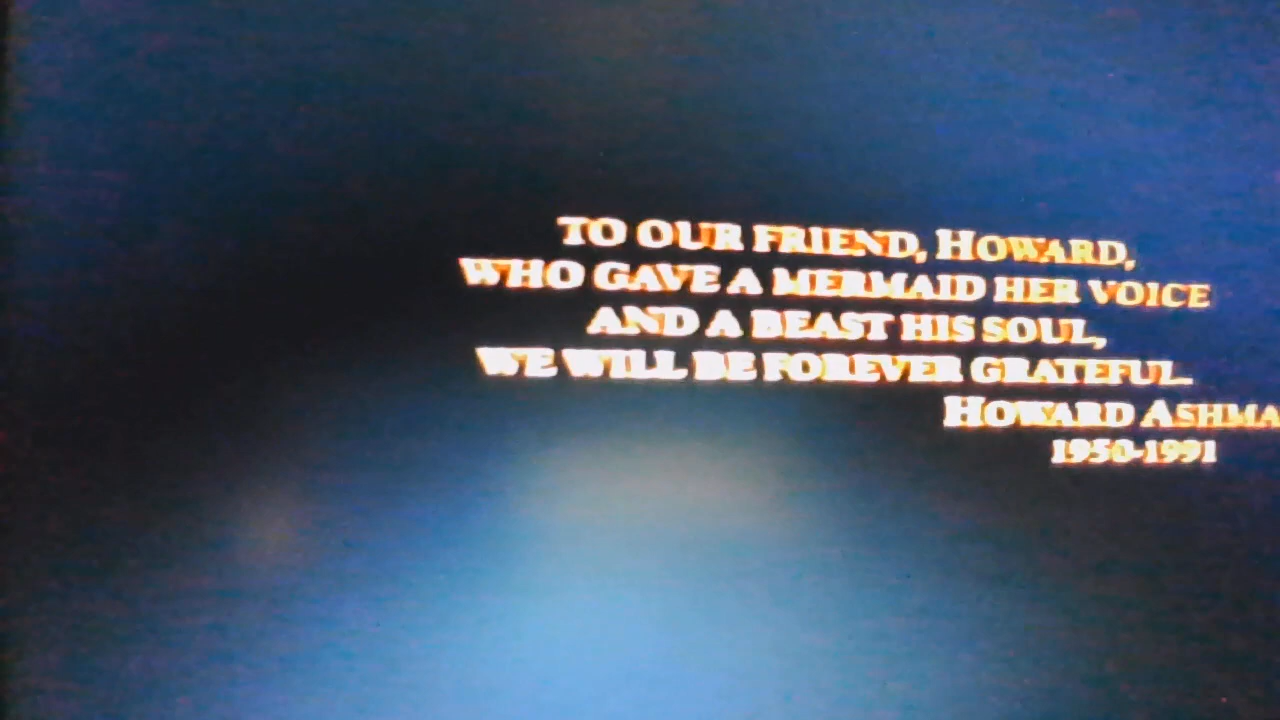 TO OUR FRIEND, HOWARD,
WHO GAVE A MERMAID HER VOICE
AND A BEAST HIS SOUL,
WE WILL BE FOREVER GRATEFUL.
HOWARD ASHMA
1950-1991